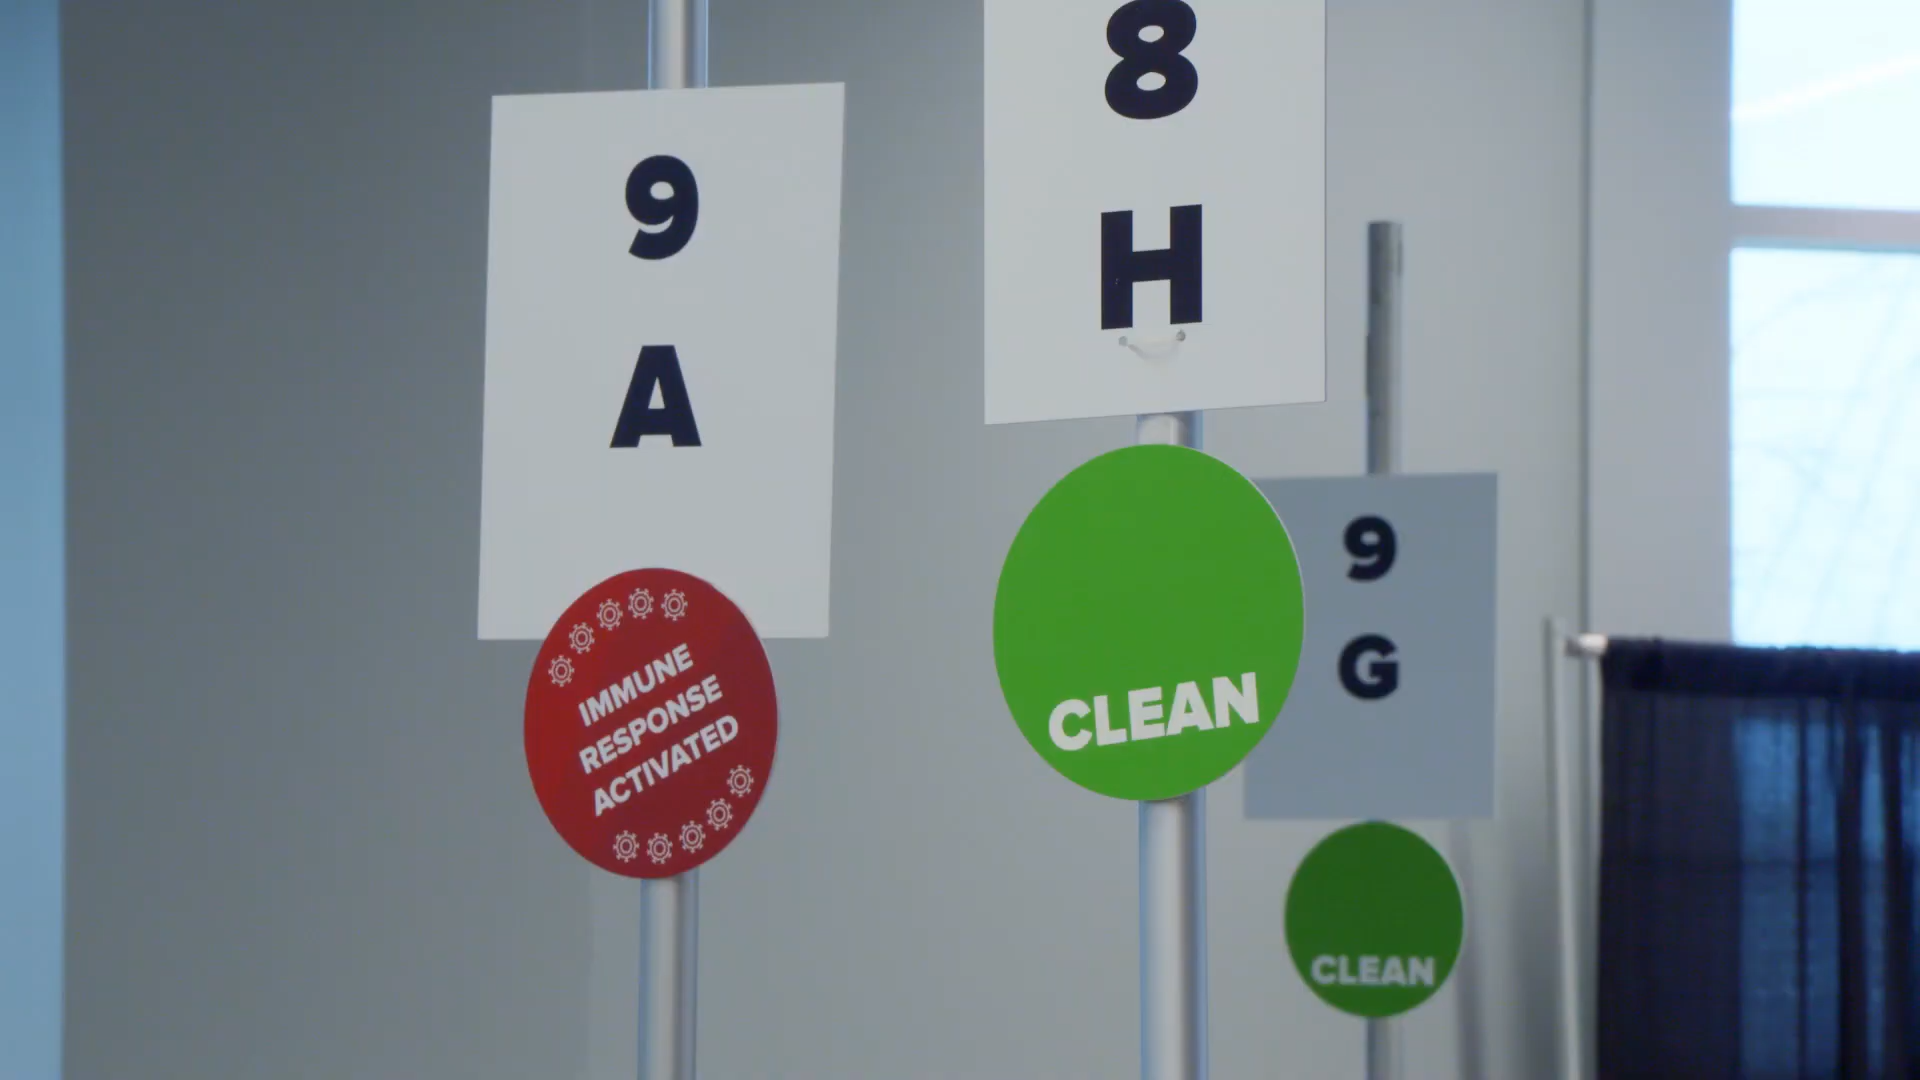 9
A
IMMUNE
RESPONSE
ACTIVATED
8
H
CLEAN
9
G
CLEAN